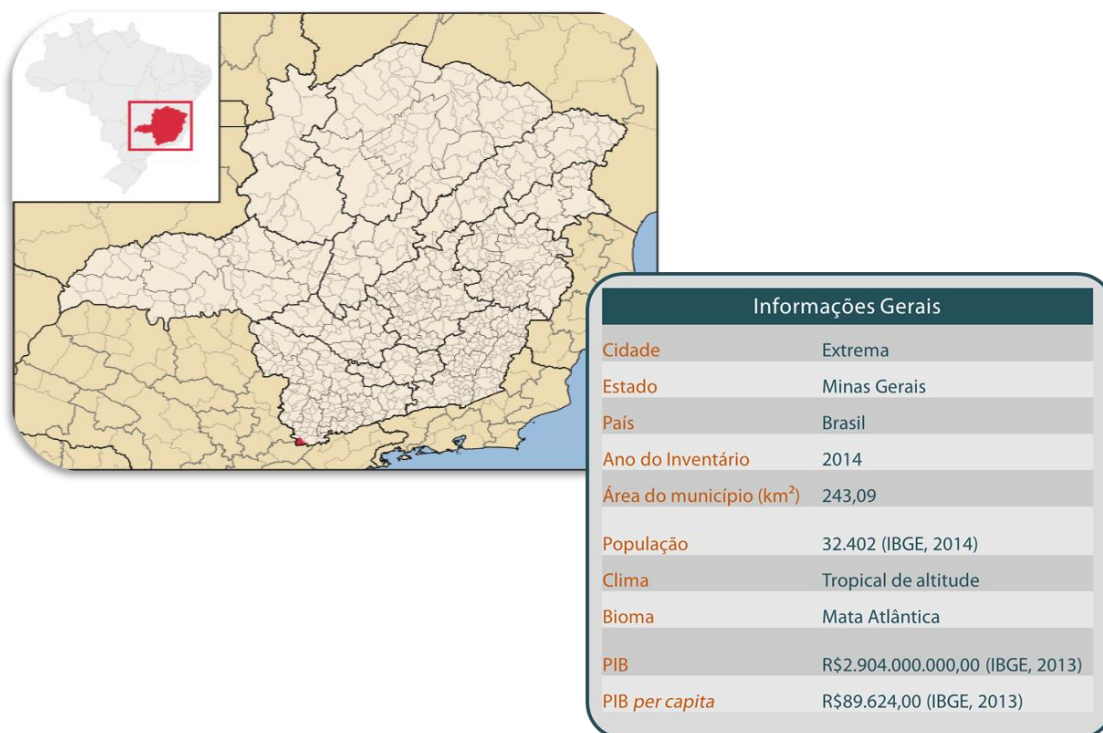 Informações Gerais
Cidade Extrema
Estado Minas Gerais
País Brasil
Ano do Inventário 2014
Área do município (km²) 243,09
População 32.402 (IBGE, 2014)
Clima Tropical de altitude
Bioma Mata Atlântica
PIB R$2.904.000.000,00 (IBGE, 2013)
PIB per capita R$89.624,00 (IBGE, 2013)